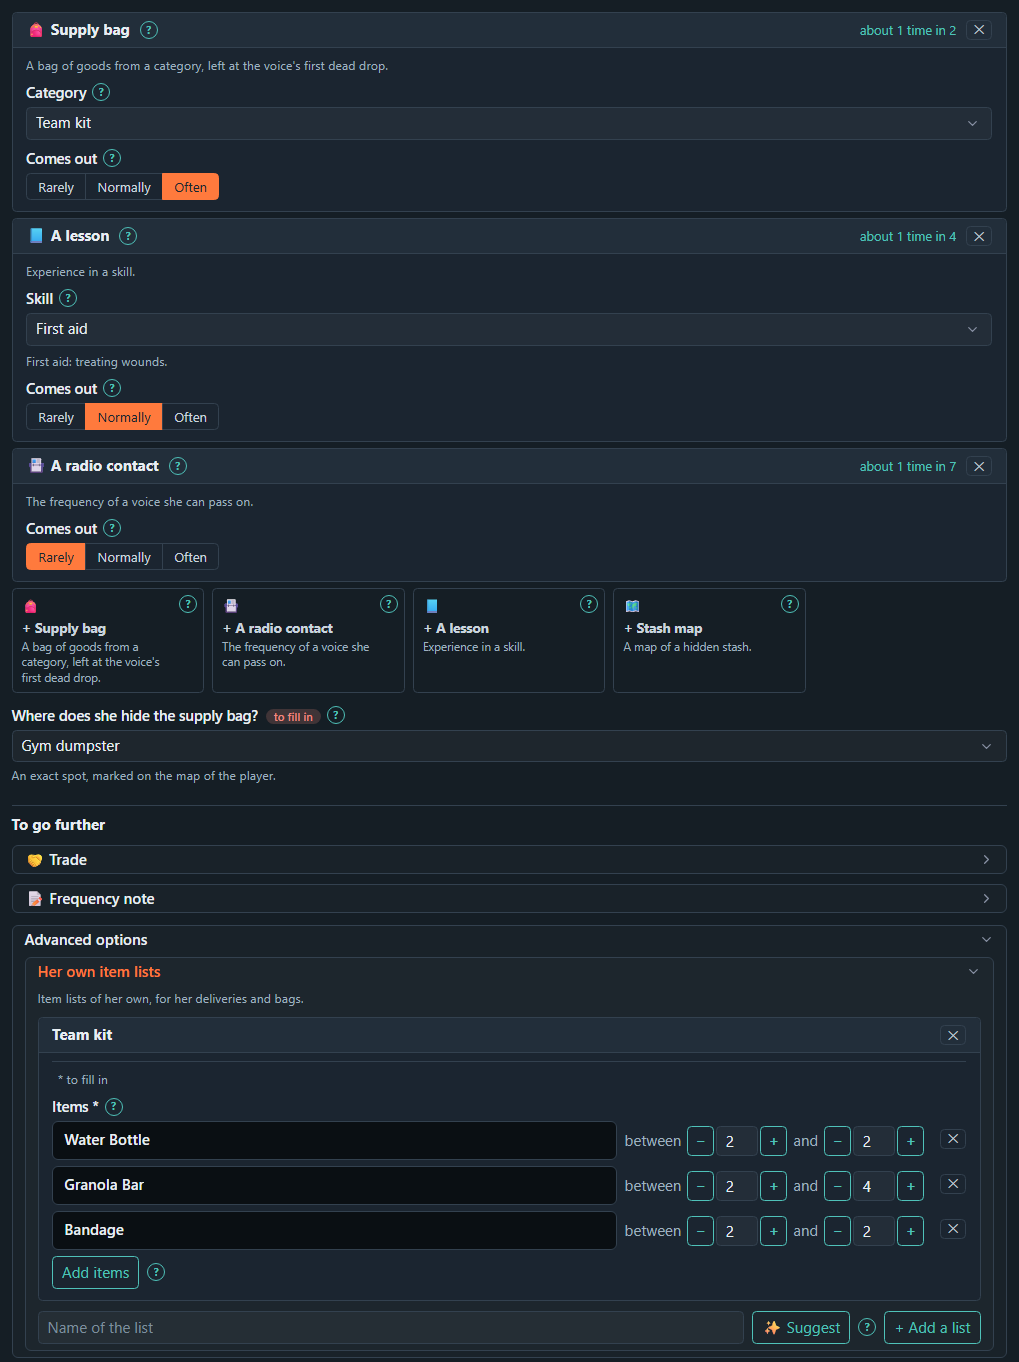 Supply bag ? about 1 time in 2 ×
A bag of goods from a category, left at the voice's first dead drop.
Category ?
Team kit
Comes out ?
Rarely Normally Often
A lesson ? about 1 time in 4 ×
Experience in a skill.
Skill ?
First aid
First aid: treating wounds.
Comes out ?
Rarely Normally Often
A radio contact ? about 1 time in 7 ×
The frequency of a voice she can pass on.
Comes out ?
Rarely Normally Often
?
+ Supply bag
A bag of goods from a
category, left at the voice's
first dead drop.
?
+ A radio contact
The frequency of a voice she
can pass on.
?
+ A lesson
Experience in a skill.
?
+ Stash map
A map of a hidden stash.
Where does she hide the supply bag? to fill in ?
Gym dumpster
An exact spot, marked on the map of the player.
To go further
Trade
Frequency note
Advanced options
Her own item lists
Item lists of her own, for her deliveries and bags.
Team kit ×
* to fill in
Items * ?
Water Bottle between − 2 + and − 2 + ×
Granola Bar between − 2 + and − 4 + ×
Bandage between − 2 + and − 2 + ×
Add items ?
Name of the list Suggest ? + Add a list